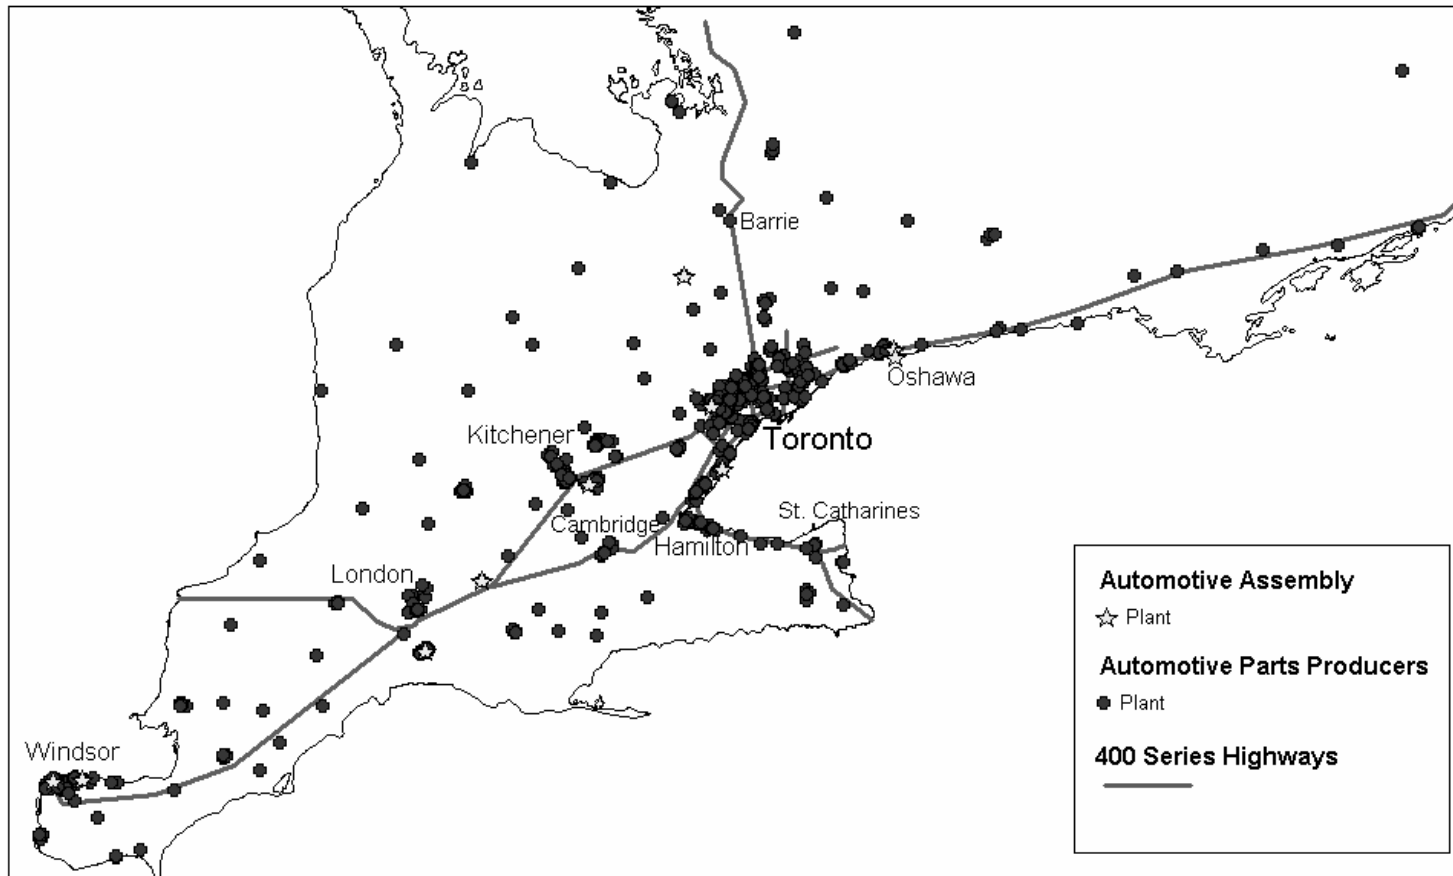 Barrie
Oshawa
Kitchener
Toronto
St. Catharines
Cambridge
Hamilton
London
Windsor
Automotive Assembly
Plant
Automotive Parts Producers
Plant
400 Series Highways